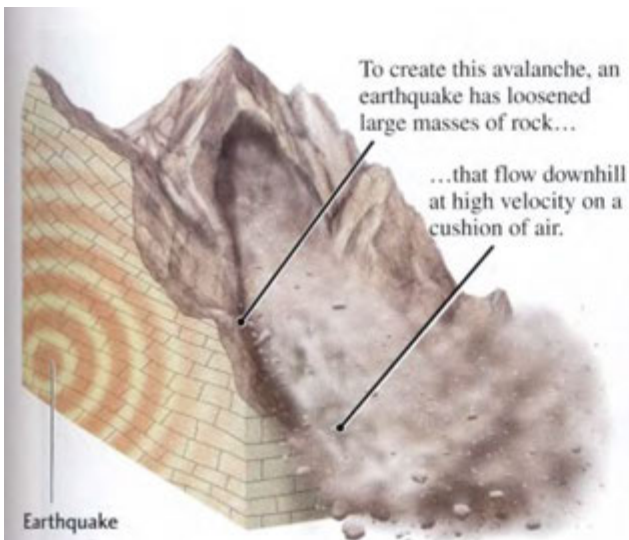 To create this avalanche, an
earthquake has loosened
large masses of rock…
…that flow downhill
at high velocity on a
cushion of air.
Earthquake